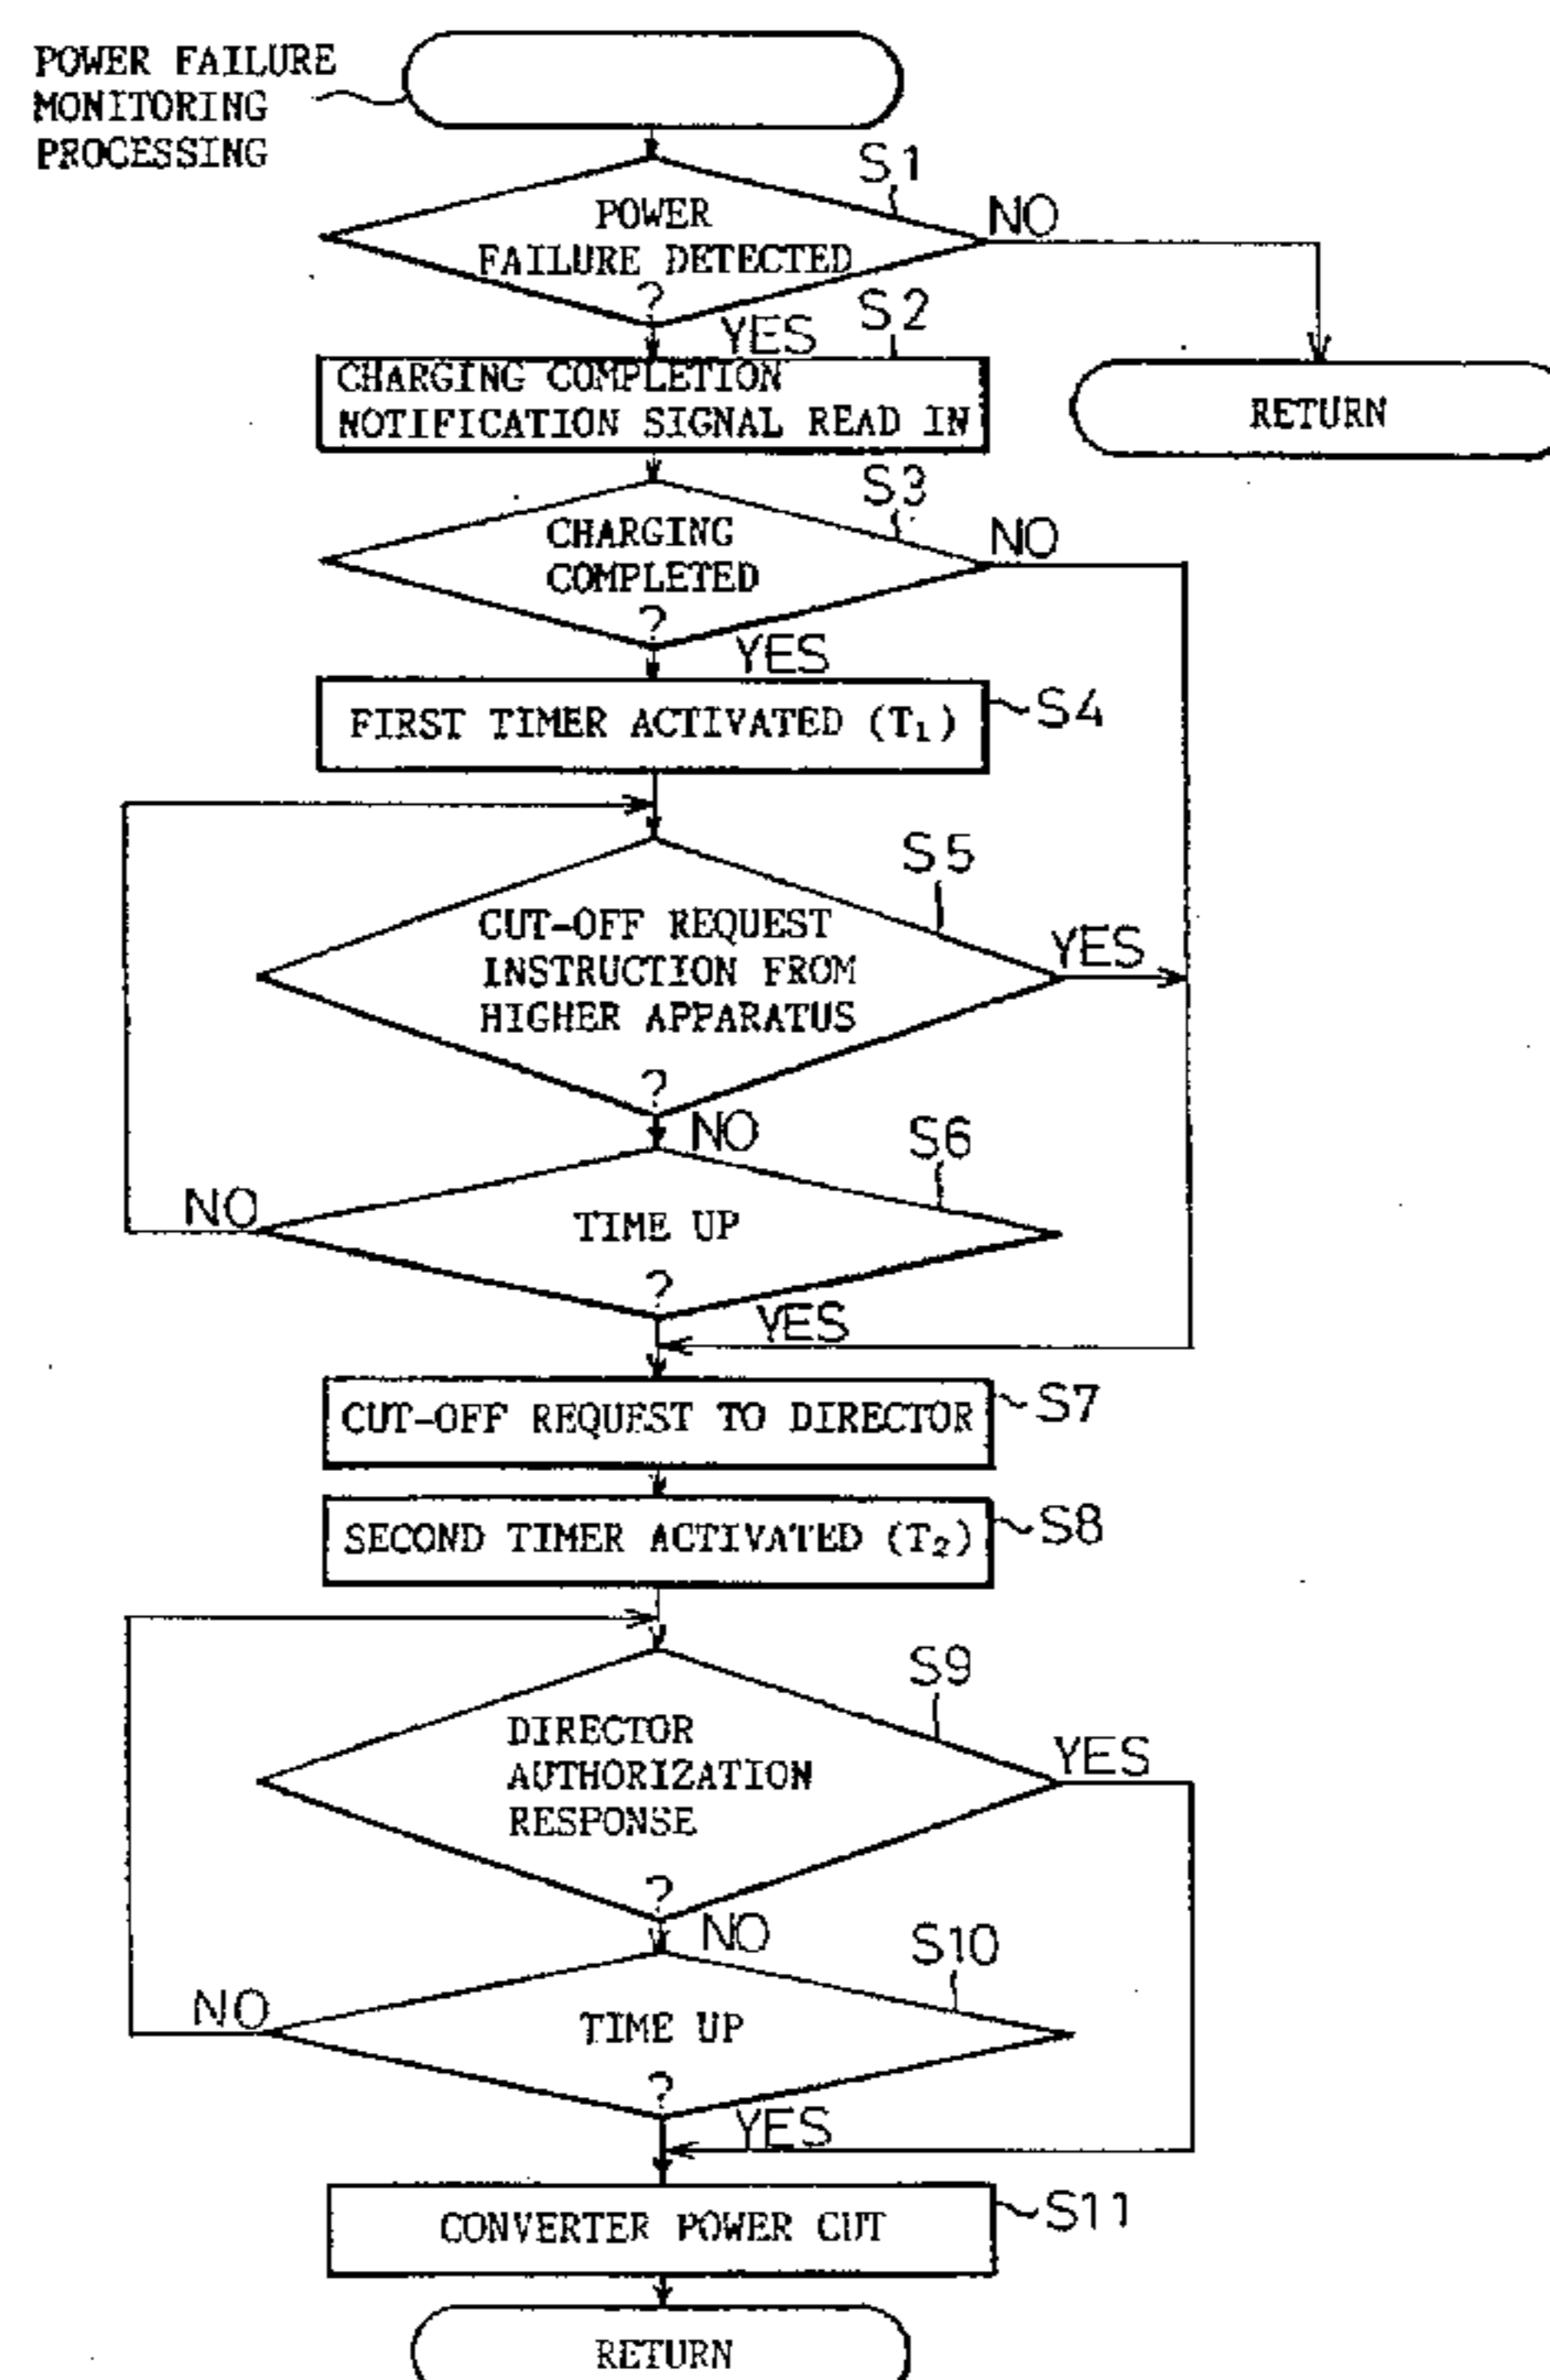 POWER FAILURE
MONITORING
PROCESSING
S1
POWER
FAILURE DETECTED
?
NO
YES
S2
CHARGING COMPLETION
NOTIFICATION SIGNAL READ IN
RETURN
S3
CHARGING
COMPLETED
?
NO
YES
FIRST TIMER ACTIVATED (T₁)
S4
S5
CUT-OFF REQUEST
INSTRUCTION FROM
HIGHER APPARATUS
?
YES
NO
S6
NO
TIME UP
?
YES
CUT-OFF REQUEST TO DIRECTOR
S7
SECOND TIMER ACTIVATED (T₂)
S8
S9
DIRECTOR
AUTHORIZATION
RESPONSE
?
YES
NO
S10
NO
TIME UP
?
YES
CONVERTER POWER CUT
S11
RETURN